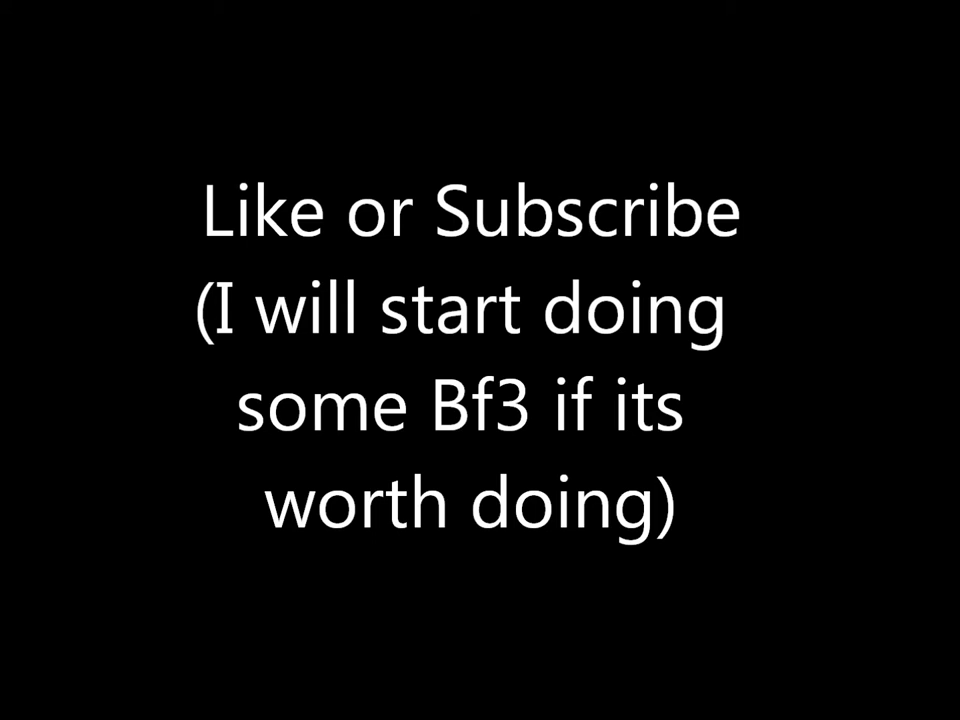 Like or Subscribe
(I will start doing
some Bf3 if its
worth doing)